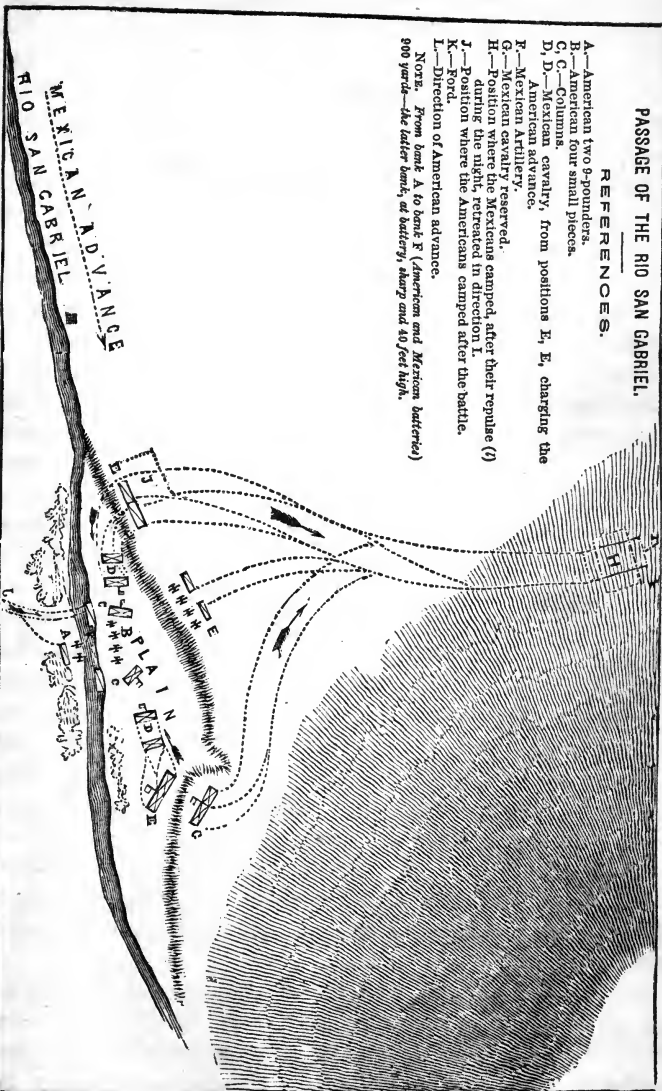 PASSAGE OF THE RIO SAN GABRIEL.
REFERENCES.
A.—American two 9-pounders.
B.—American four small pieces.
C, C.—Columns.
D, D.—Mexican cavalry, from positions E, E, charging the
American advance.
F.—Mexican Artillery.
G.—Mexican cavalry reserved.
H.—Position where the Mexicans camped, after their repulse (i)
during the night, retreated in direction I.
J.—Position where the Americans camped after the battle.
K.—Ford.
L.—Direction of American advance.
NOTE. From bank A to bank F (American and Mexican batteries)
900 yards—the latter bank, at battery, sharp and 40 feet high.
H
MEXICAN ADVANCE
RIO SAN GABRIEL
J
E
E
D
C
B
PLAIN
C
D
E
G
A
L